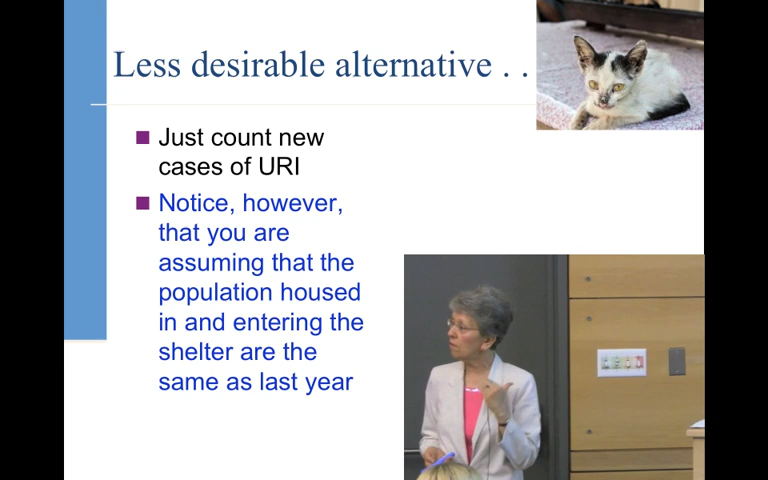 Less desirable alternative . .
Just count new
cases of URI
Notice, however,
that you are
assuming that the
population housed
in and entering the
shelter are the
same as last year